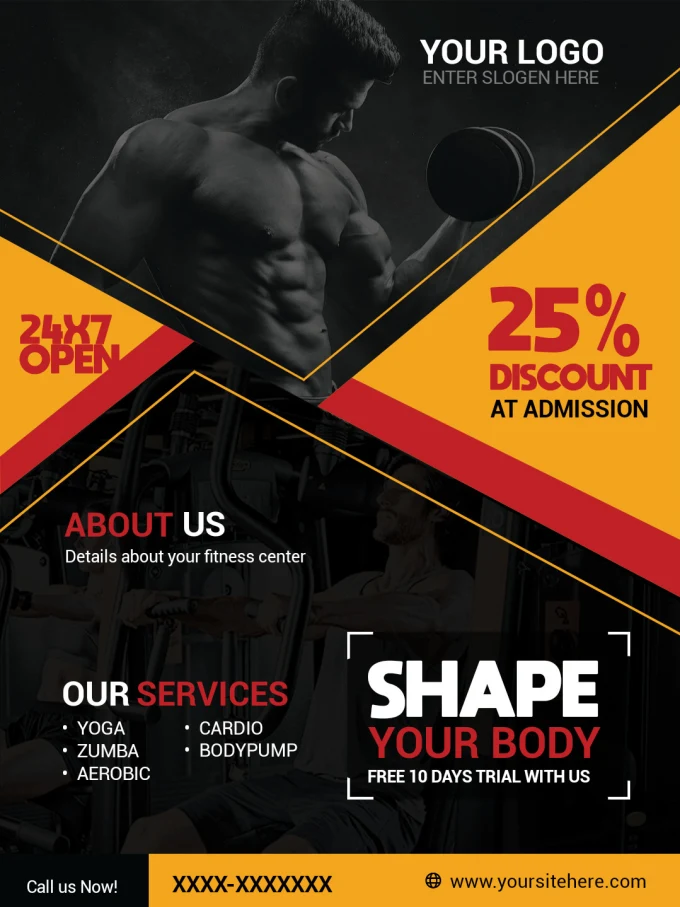 YOUR LOGO
ENTER SLOGEN HERE
24X7
OPEN
25%
DISCOUNT
AT ADMISSION
ABOUT US
Details about your fitness center
OUR SERVICES
• YOGA
• ZUMBA
• AEROBIC
• CARDIO
• BODYPUMP
SHAPE
YOUR BODY
FREE 10 DAYS TRIAL WITH US
Call us Now!
XXXX-XXXXXXX
www.yoursitehere.com